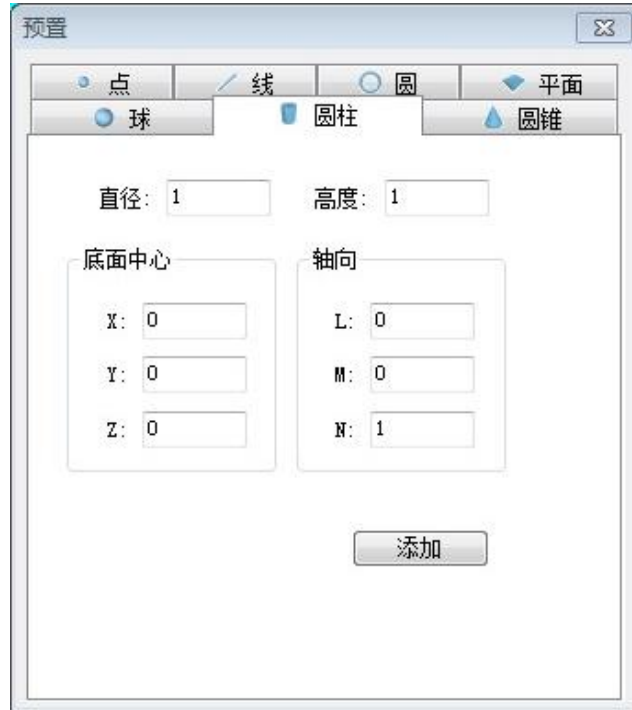 预置
点 线 圆 平面
球 圆柱 圆锥
直径: 1 高度: 1
底面中心 轴向
X: 0 L: 0
Y: 0 M: 0
Z: 0 N: 1
添加